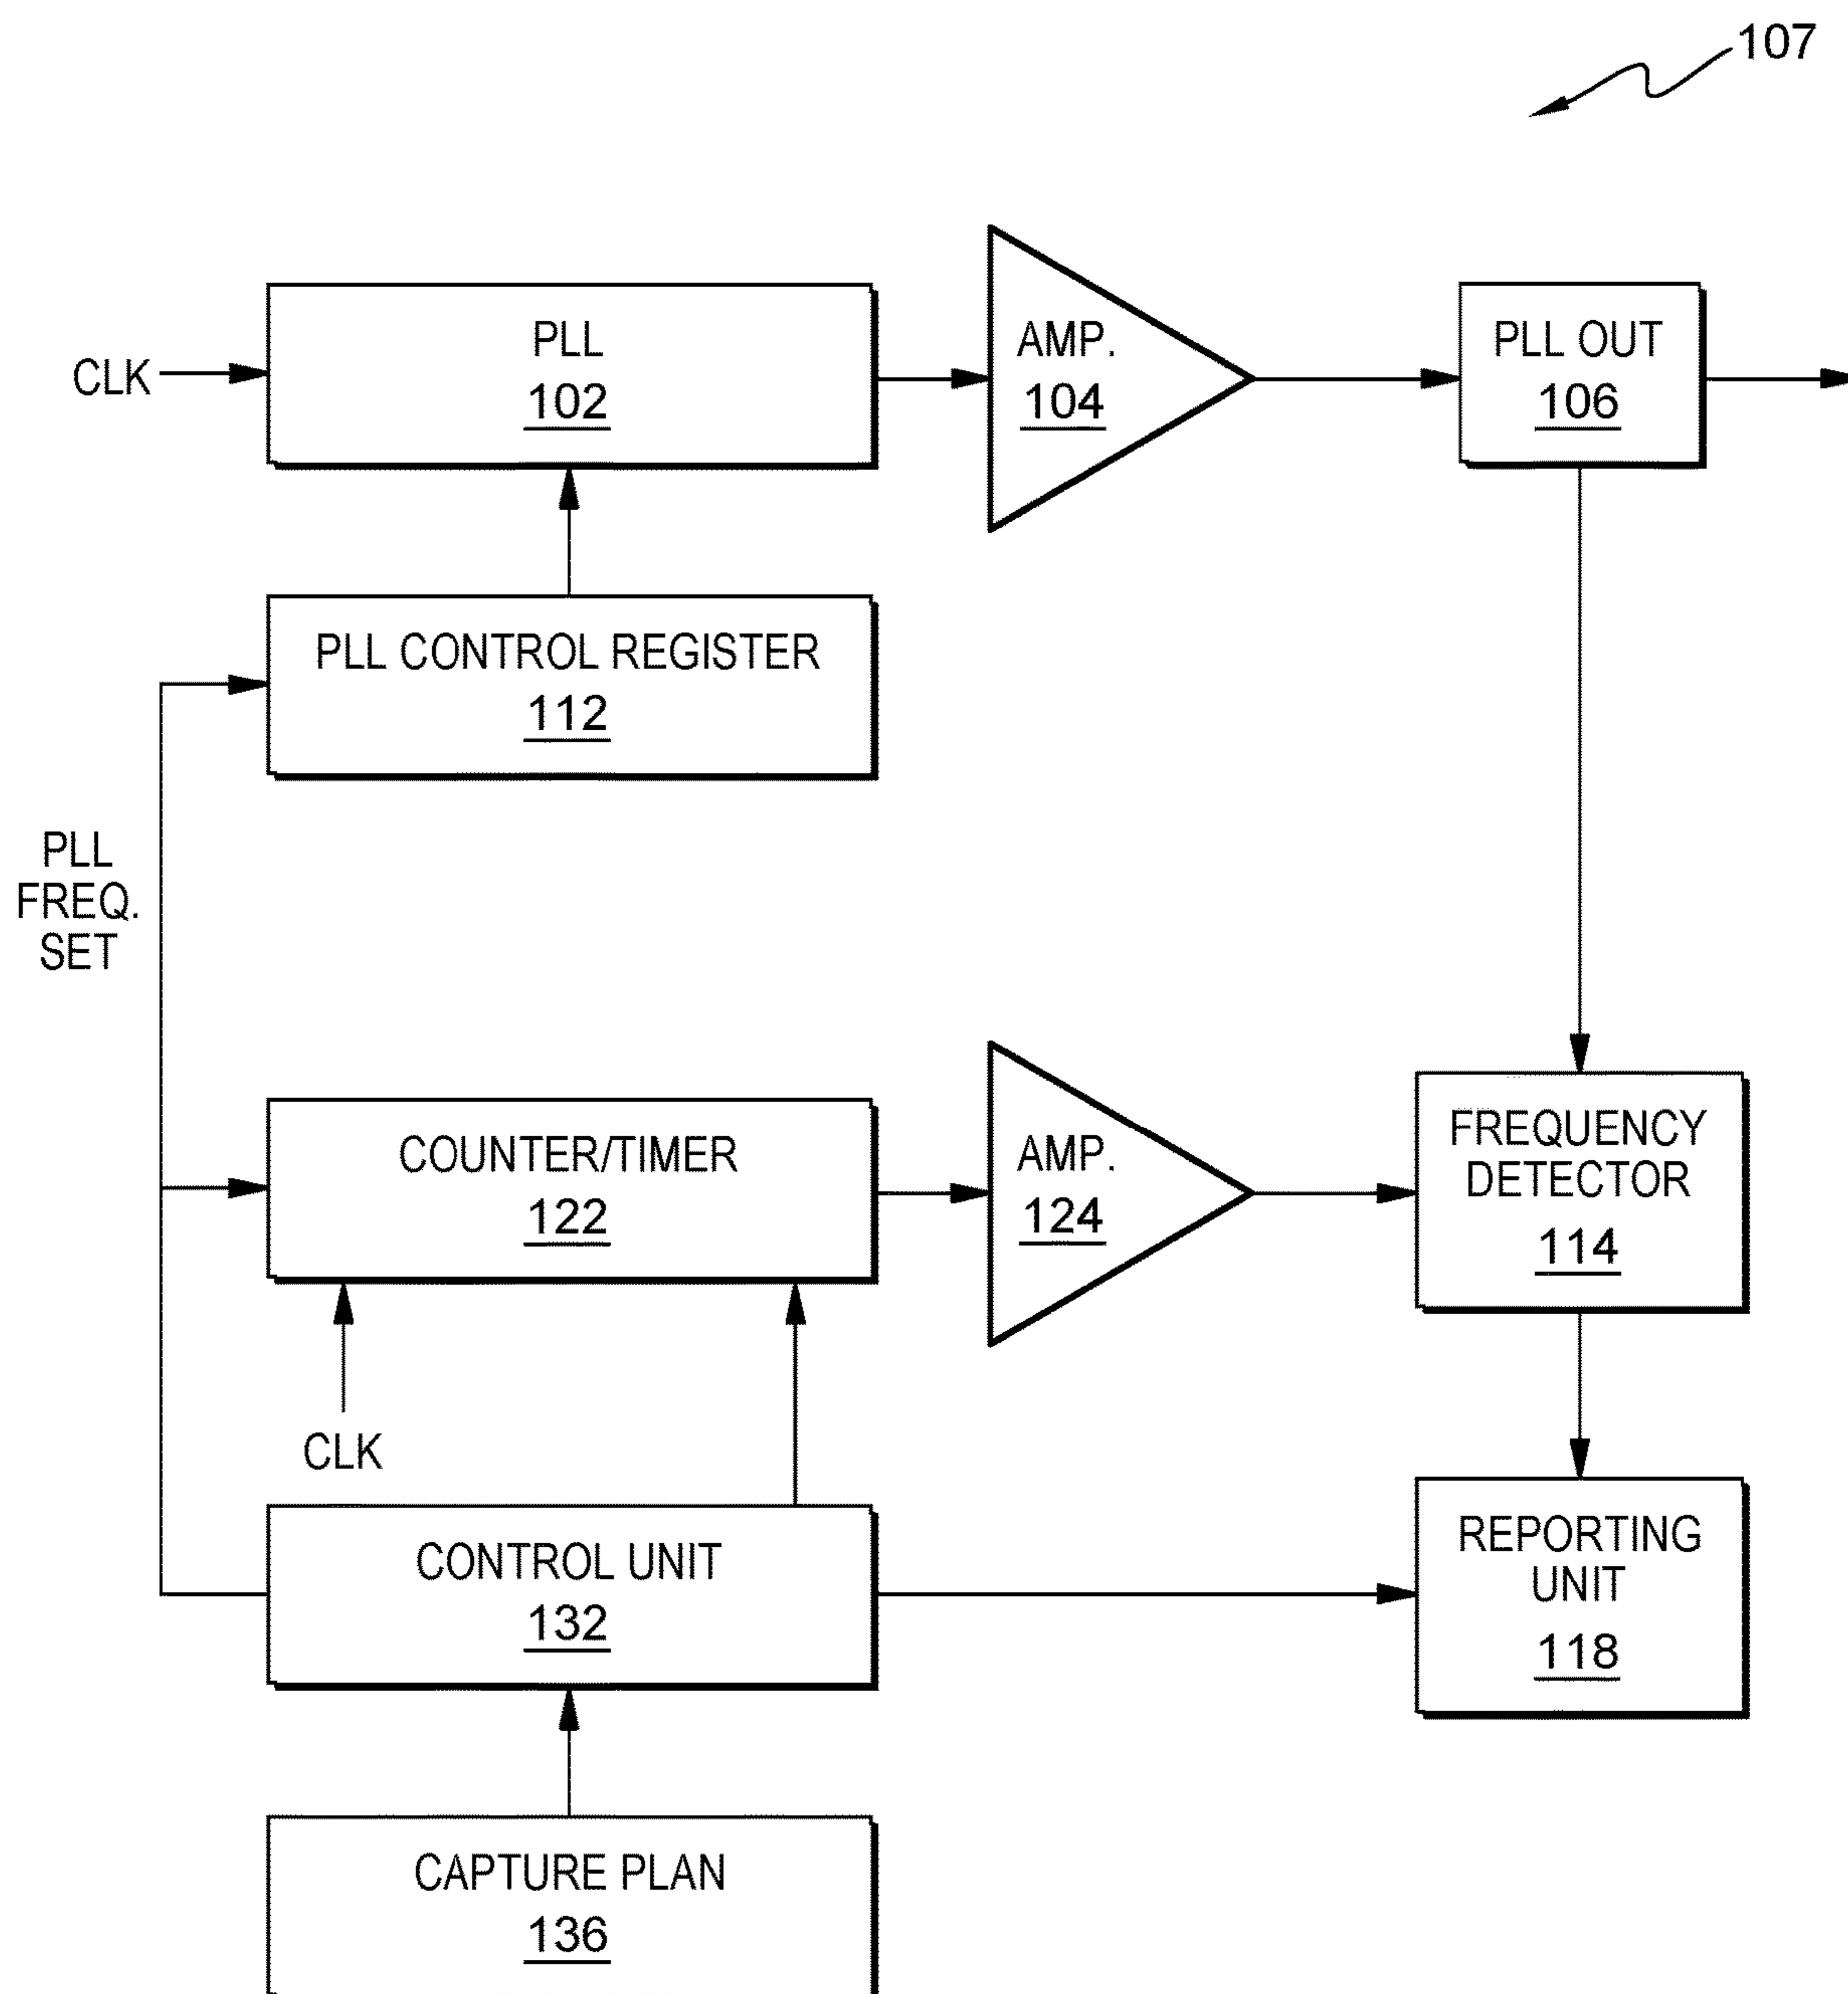 107
PLL
102
AMP.
104
PLL OUT
106
CLK
PLL CONTROL REGISTER
112
PLL
FREQ.
SET
COUNTER/TIMER
122
AMP.
124
FREQUENCY
DETECTOR
114
CLK
CONTROL UNIT
132
REPORTING
UNIT
118
CAPTURE PLAN
136